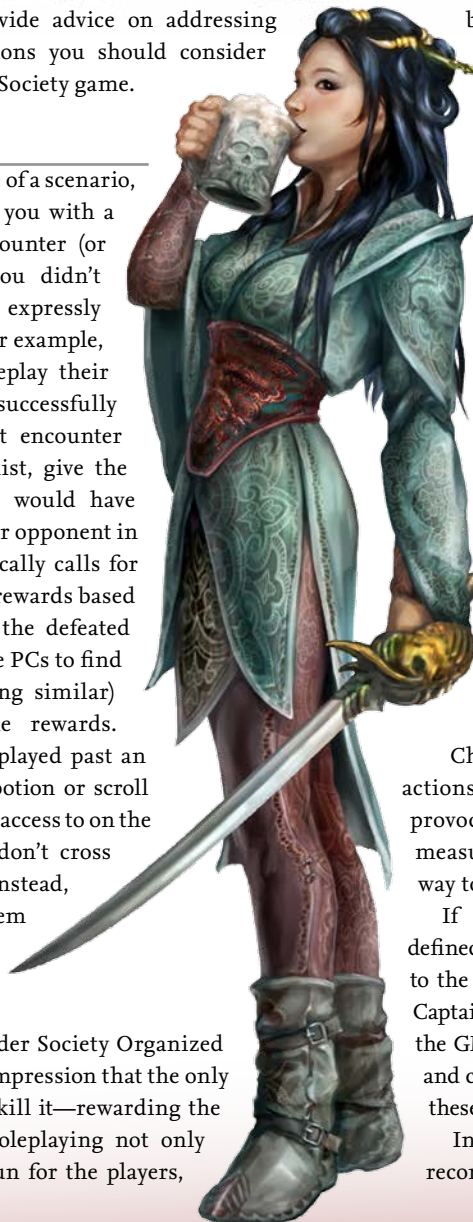 vide advice on addressing
ons you should consider
Society game.
of a scenario,
you with a
ounter (or
ou didn't
expressly
r example,
eplay their
successfully
t encounter
ist, give the
would have
r opponent in
cally calls for
rewards based
the defeated
e PCs to find
ng similar)
e rewards.
played past an
potion or scroll
access to on the
don't cross
nstead,
em
der Society Organized
mpression that the only
kill it—rewarding the
oleplaying not only
un for the players,
b
Ch
actions
provoc
measu
way to
If
defined
to the
Captai
the G
and c
these
In
recor